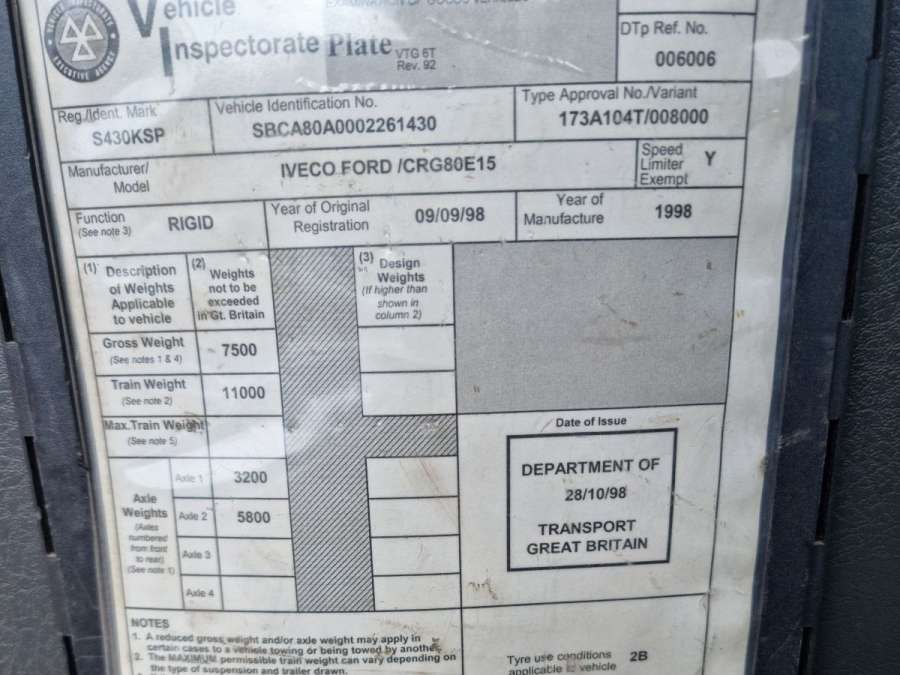 Vehicle
Inspectorate Plate VTG 6T
Rev. 92
EXECUTIVE AGENCY
DTp Ref. No.
006006
Reg./Ident. Mark
S430KSP
Vehicle Identification No.
SBCA80A0002261430
Type Approval No./Variant
173A104T/008000
Manufacturer/
Model
IVECO FORD /CRG80E15
Speed
Limiter
Exempt
Y
Function
(See note 3)
RIGID
Year of Original
Registration
09/09/98
Year of
Manufacture
1998
(1) Description
of Weights
Applicable
to vehicle
(2) Weights
not to be
exceeded
in Gt. Britain
(3) Design
Weights
(If higher than
shown in
column 2)
Gross Weight
(See notes 1 & 4)
7500
Train Weight
(See note 2)
11000
Max.Train Weight
(See note 5)
Axle
Weights
(Axles
numbered
from front
to rear)
(See note 1)
Axle 1
3200
Axle 2
5800
Axle 3
Axle 4
Date of Issue
DEPARTMENT OF
28/10/98
TRANSPORT
GREAT BRITAIN
NOTES
1. A reduced gross weight and/or axle weight may apply in
certain cases to a vehicle towing or being towed by another.
2. The MAXIMUM permissible train weight can vary depending on
the type of suspension and trailer drawn.
Tyre use conditions
applicable to vehicle
2B